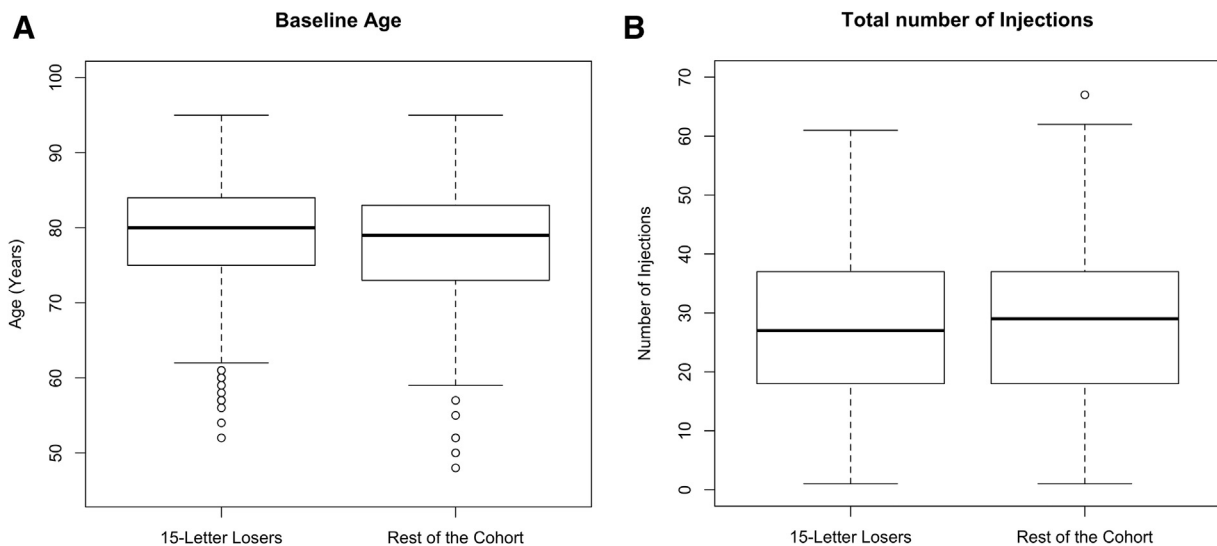 A
Baseline Age
Age (Years)
100
90
80
70
60
50
15-Letter Losers
Rest of the Cohort
B
Total number of Injections
Number of Injections
70
60
50
40
30
20
10
0
15-Letter Losers
Rest of the Cohort